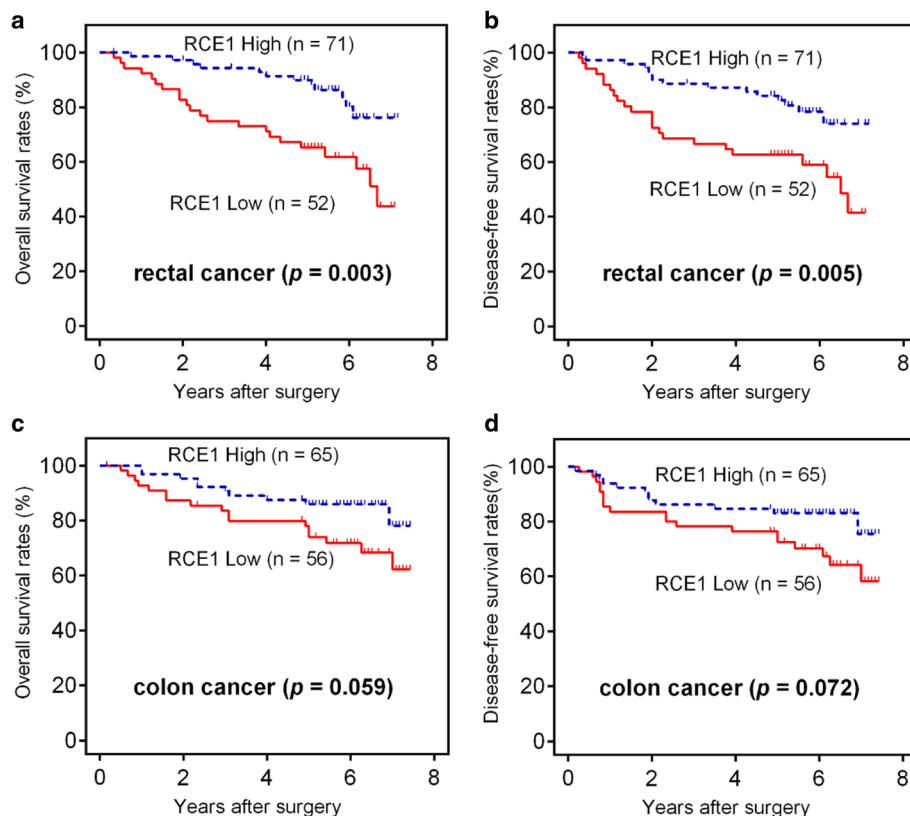 a
Overall survival rates (%)
100
80
60
40
20
0
RCE1 High (n = 71)
RCE1 Low (n = 52)
rectal cancer (p = 0.003)
0 2 4 6 8
Years after surgery
b
Disease-free survival rates(%)
100
80
60
40
20
0
RCE1 High (n = 71)
RCE1 Low (n = 52)
rectal cancer (p = 0.005)
0 2 4 6 8
Years after surgery
c
Overall survival rates (%)
100
80
60
40
20
0
RCE1 High (n = 65)
RCE1 Low (n = 56)
colon cancer (p = 0.059)
0 2 4 6 8
Years after surgery
d
Disease-free survival rates(%)
100
80
60
40
20
0
RCE1 High (n = 65)
RCE1 Low (n = 56)
colon cancer (p = 0.072)
0 2 4 6 8
Years after surgery